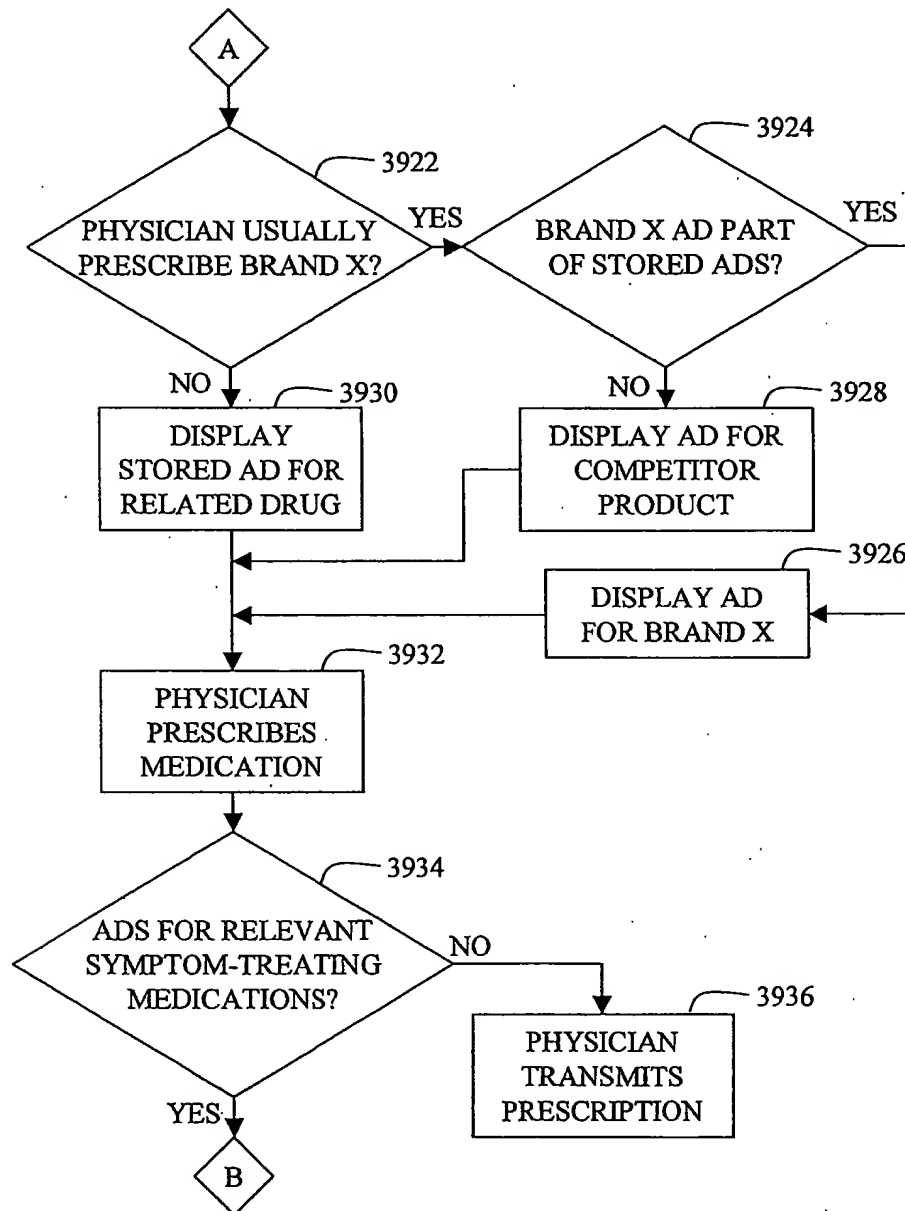 A
3922
3924
PHYSICIAN USUALLY
PRESCRIBE BRAND X?
YES
BRAND X AD PART
OF STORED ADS?
YES
NO
3930
NO
3928
DISPLAY
STORED AD FOR
RELATED DRUG
DISPLAY AD FOR
COMPETITOR
PRODUCT
3926
DISPLAY AD
FOR BRAND X
3932
PHYSICIAN
PRESCRIBES
MEDICATION
3934
ADS FOR RELEVANT
SYMPTOM-TREATING
MEDICATIONS?
NO
3936
PHYSICIAN
TRANSMITS
PRESCRIPTION
YES
B